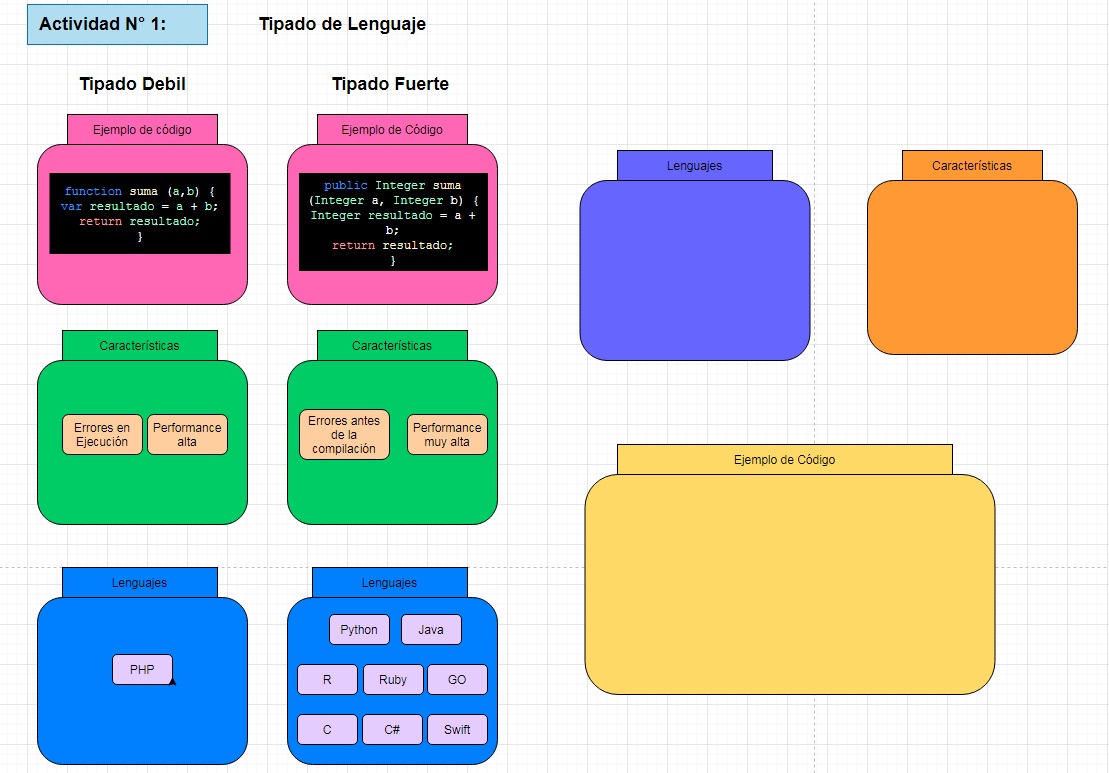 Actividad N° 1:
Tipado de Lenguaje
Tipado Debil
Tipado Fuerte
Ejemplo de código
function suma (a,b) {
var resultado = a + b;
return resultado;
}
Ejemplo de Código
public Integer suma
(Integer a, Integer b) {
Integer resultado = a +
b;
return resultado;
}
Lenguajes
Características
Características
Errores en
Ejecución
Performance
alta
Características
Errores antes
de la
compilación
Performance
muy alta
Ejemplo de Código
Lenguajes
PHP
Lenguajes
Python
Java
R
Ruby
GO
C
C#
Swift